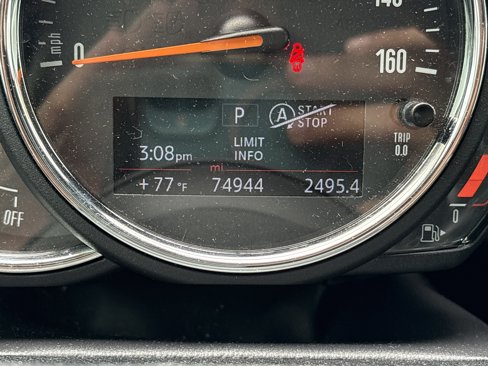 mph
0
140
160
P
A START
STOP
LIMIT
INFO
3:08pm
mi
+77°F
74944
2495.4
TRIP
0.0
OFF
0